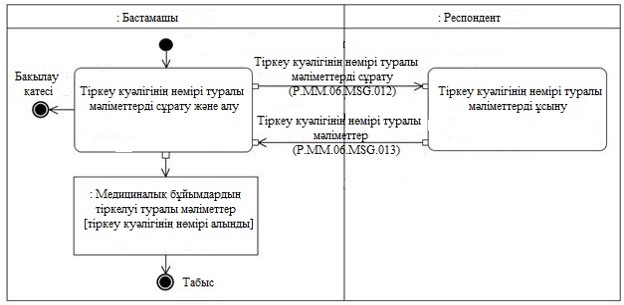 : Бастамашы
: Респондент
Бақылау
қатесі
Тіркеу куәлігінің нөмірі туралы
мәліметтерді сұрату және алу
Тіркеу куәлігінің нөмірі туралы
мәліметтерді сұрату
(P.MM.06.MSG.012)
Тіркеу куәлігінің нөмірі туралы
мәліметтер
(P.MM.06.MSG.013)
Тіркеу куәлігінің нөмірі туралы
мәліметтерді ұсыну
: Медициналық бұйымдардың
тіркелуі туралы мәліметтер
[тіркеу куәлігінің нөмірі алынды]
Табыс